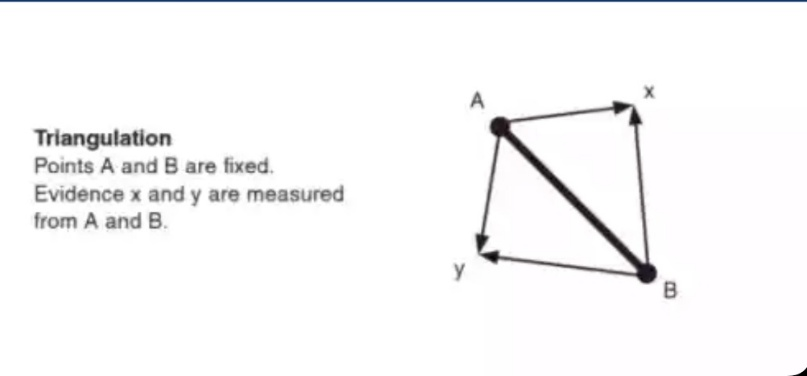 Triangulation
Points A and B are fixed.
Evidence x and y are measured
from A and B.
A
x
y
B